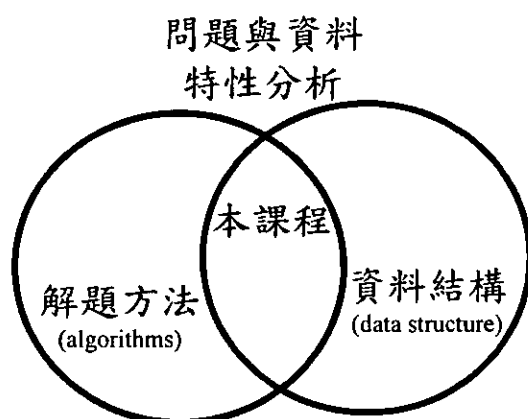 問題與資料
特性分析
本課程
解題方法
(algorithms)
資料結構
(data structure)